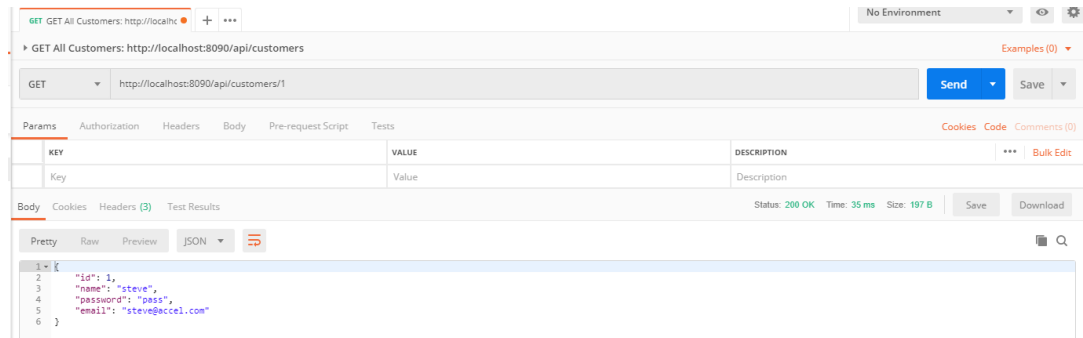 GET GET All Customers: http://localhc + •••
No Environment
GET All Customers: http://localhost:8090/api/customers
Examples (0)
GET http://localhost:8090/api/customers/1 Send Save
Params Authorization Headers Body Pre-request Script Tests
Cookies Code Comments (0)
KEY VALUE DESCRIPTION ••• Bulk Edit
Key Value Description
Body Cookies Headers (3) Test Results
Status: 200 OK Time: 35 ms Size: 197 B Save Download
Pretty Raw Preview JSON
1 {
2 "id": 1,
3 "name": "steve",
4 "password": "pass",
5 "email": "steve@accel.com"
6 }